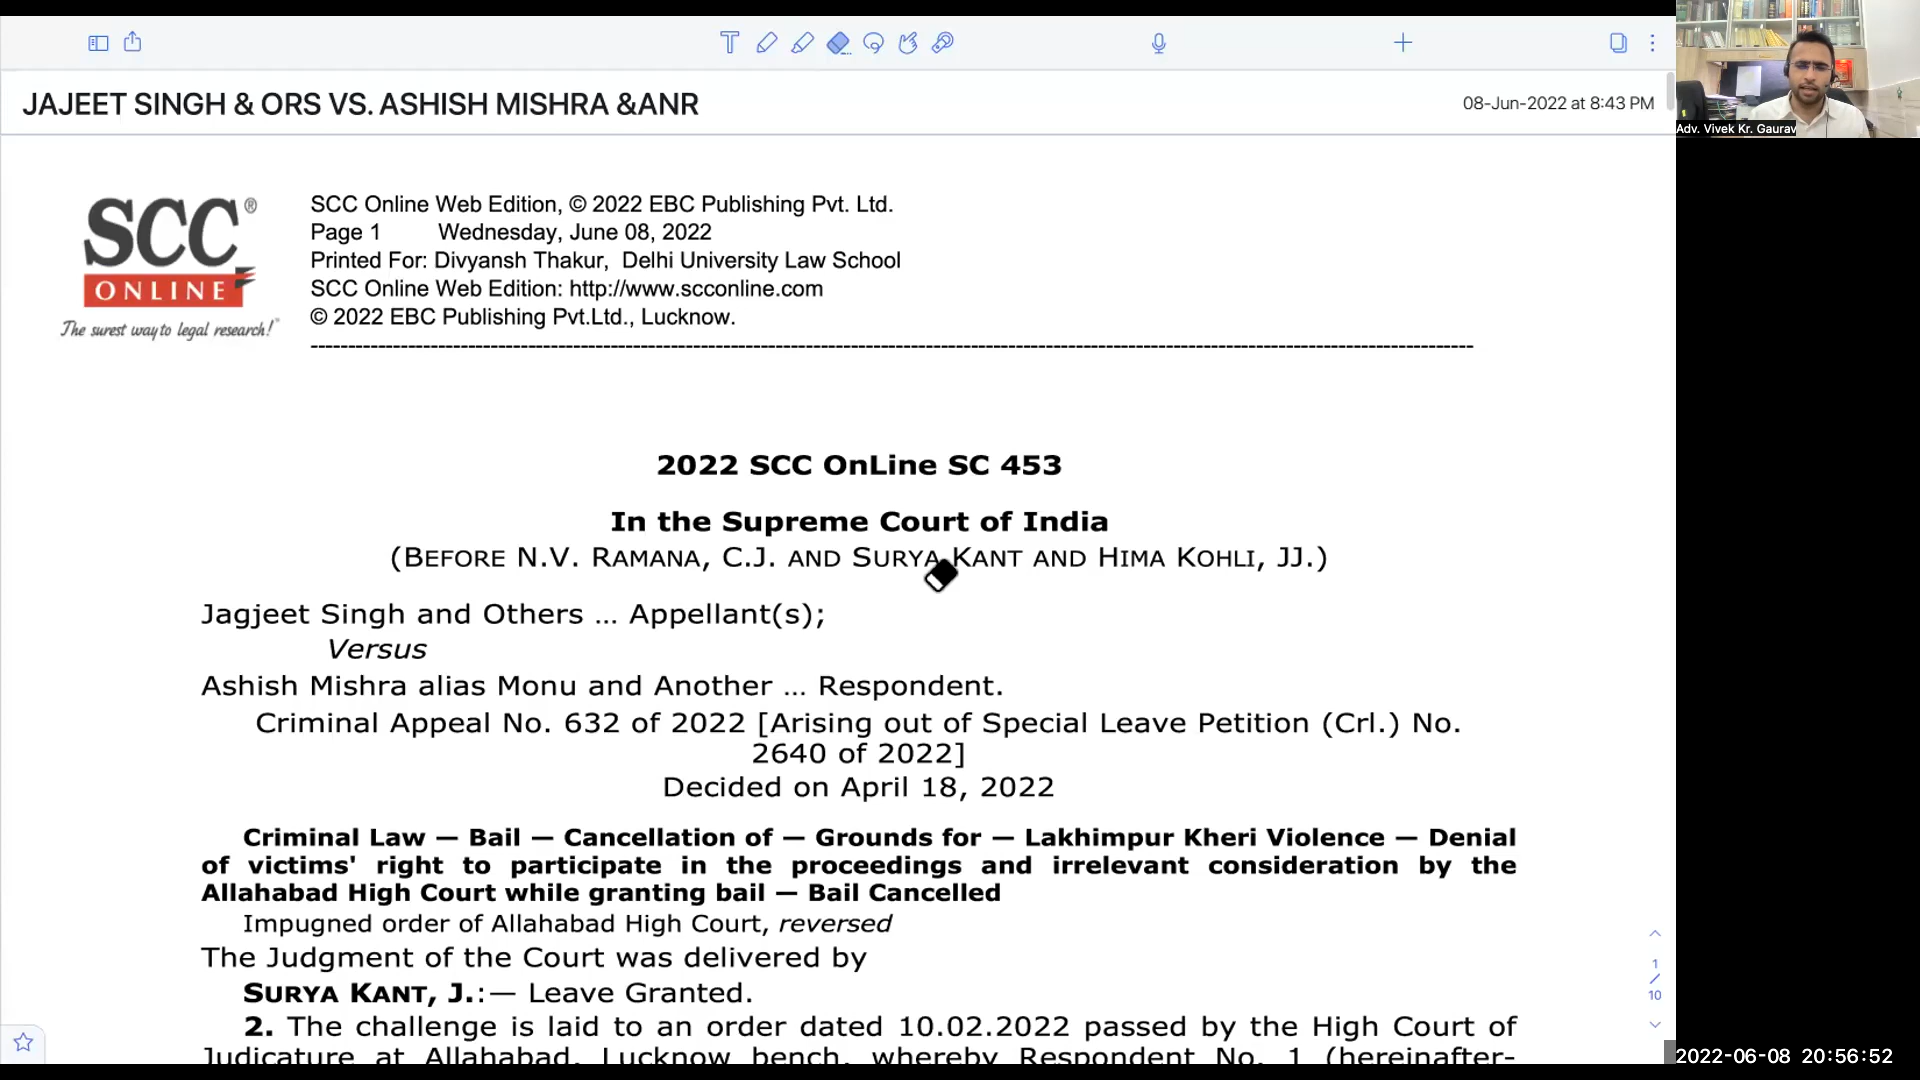 JAJEET SINGH & ORS VS. ASHISH MISHRA &ANR
08-Jun-2022 at 8:43 PM
Adv. Vivek Kr. Gaurav
SCC®
ONLINE
The surest way to legal research!
SCC Online Web Edition, © 2022 EBC Publishing Pvt. Ltd.
Page 1 Wednesday, June 08, 2022
Printed For: Divyansh Thakur, Delhi University Law School
SCC Online Web Edition: http://www.scconline.com
© 2022 EBC Publishing Pvt.Ltd., Lucknow.
2022 SCC OnLine SC 453
In the Supreme Court of India
(BEFORE N.V. RAMANA, C.J. AND SURYA KANT AND HIMA KOHLI, JJ.)
Jagjeet Singh and Others ... Appellant(s);
Versus
Ashish Mishra alias Monu and Another ... Respondent.
Criminal Appeal No. 632 of 2022 [Arising out of Special Leave Petition (Crl.) No.
2640 of 2022]
Decided on April 18, 2022
Criminal Law — Bail — Cancellation of — Grounds for — Lakhimpur Kheri Violence — Denial
of victims' right to participate in the proceedings and irrelevant consideration by the
Allahabad High Court while granting bail — Bail Cancelled
Impugned order of Allahabad High Court, reversed
The Judgment of the Court was delivered by
SURYA KANT, J.:— Leave Granted.
2. The challenge is laid to an order dated 10.02.2022 passed by the High Court of
Judicature at Allahabad, Lucknow bench, whereby Respondent No. 1 (hereinafter-
1
/
10
2022-06-08 20:56:52